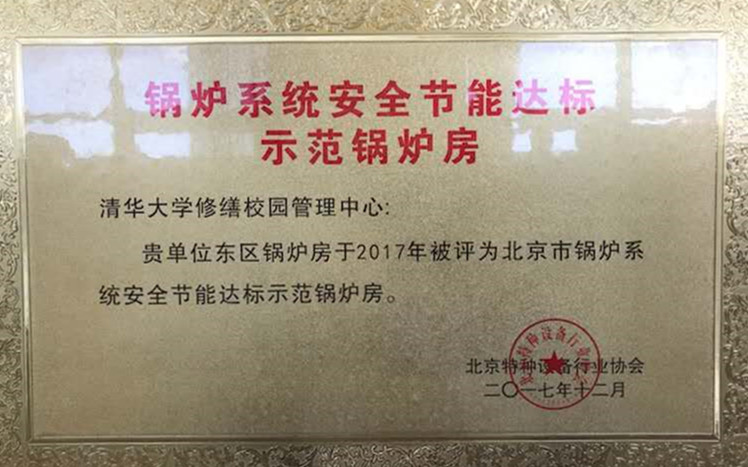 锅炉系统安全节能达标
示范锅炉房
清华大学修缮校园管理中心:
贵单位东区锅炉房于2017年被评为北京市锅炉系
统安全节能达标示范锅炉房。
北京特种设备行业协会
二〇一七年十二月